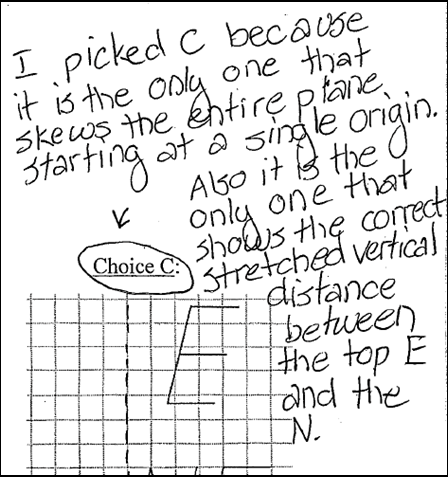 I picked C because
it is the only one that
skews the entire plane,
starting at a single origin.
Also it is the
only one that
shows the correct
stretched vertical
distance
between
the top E
and the
N.
Choice C:
E